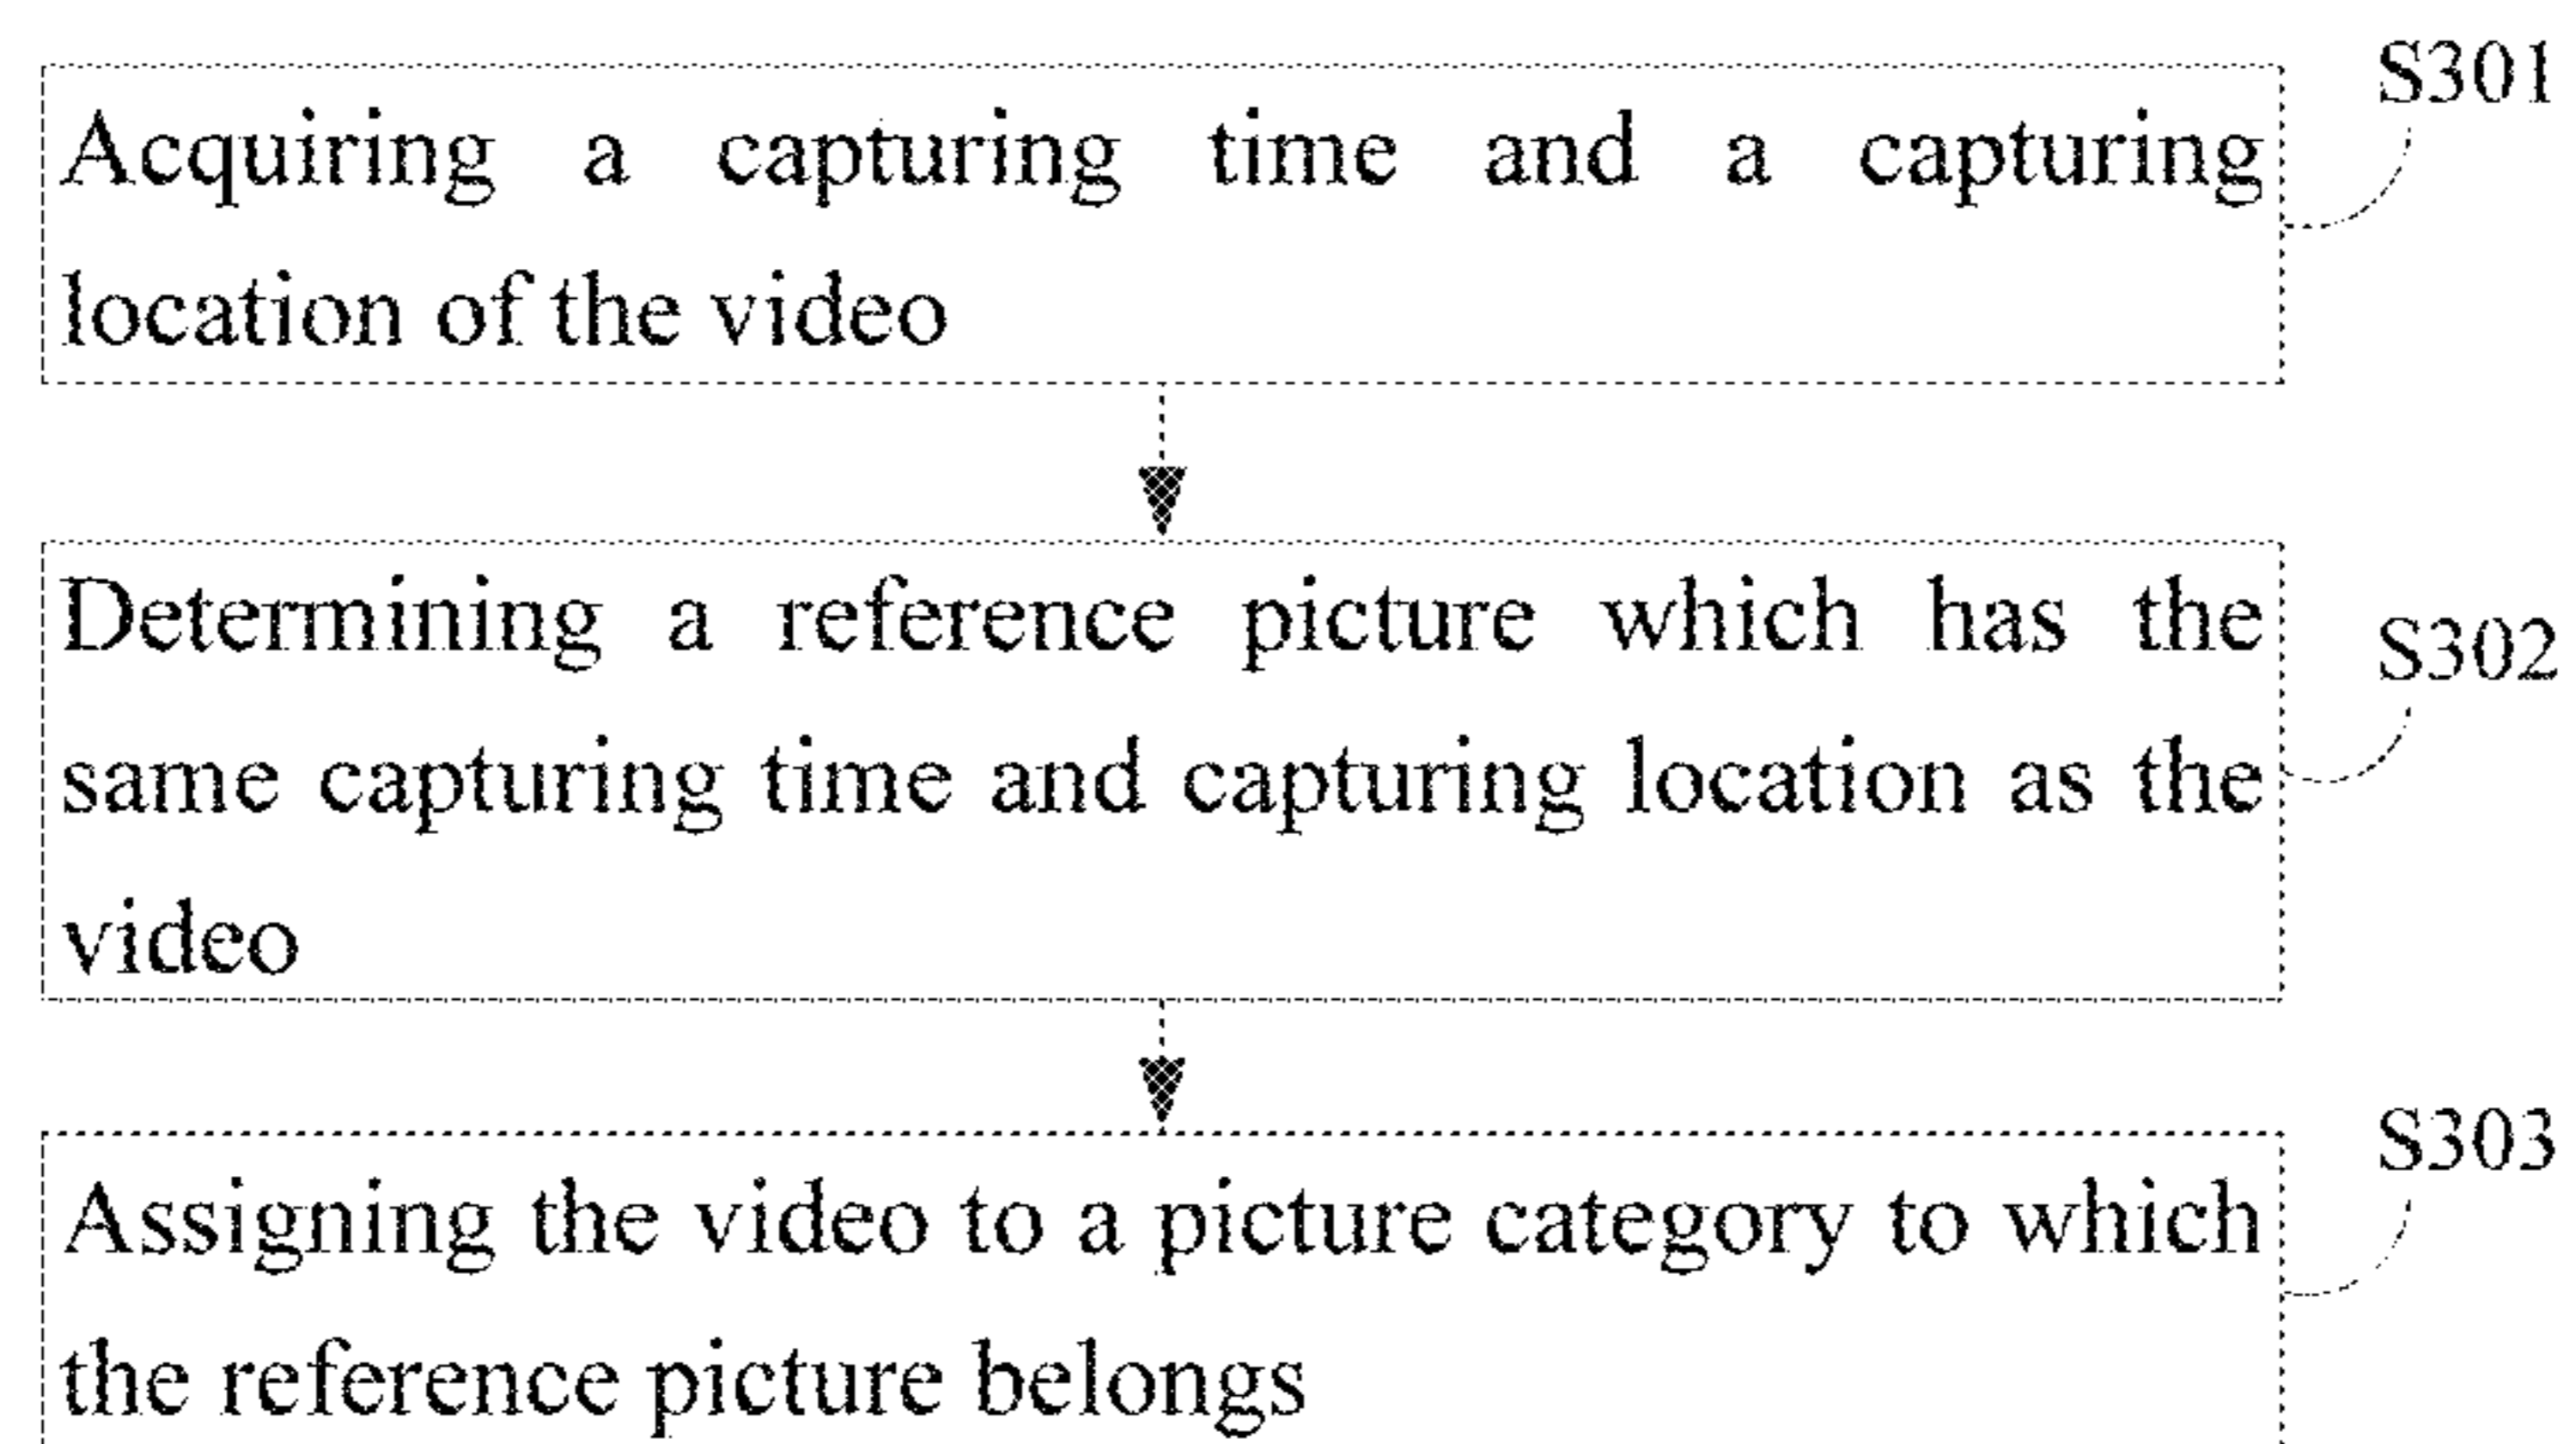 S301
Acquiring a capturing time and a capturing
location of the video
Determining a reference picture which has the
S302
same capturing time and capturing location as the
video
S303
Assigning the video to a picture category to which
the reference picture belongs